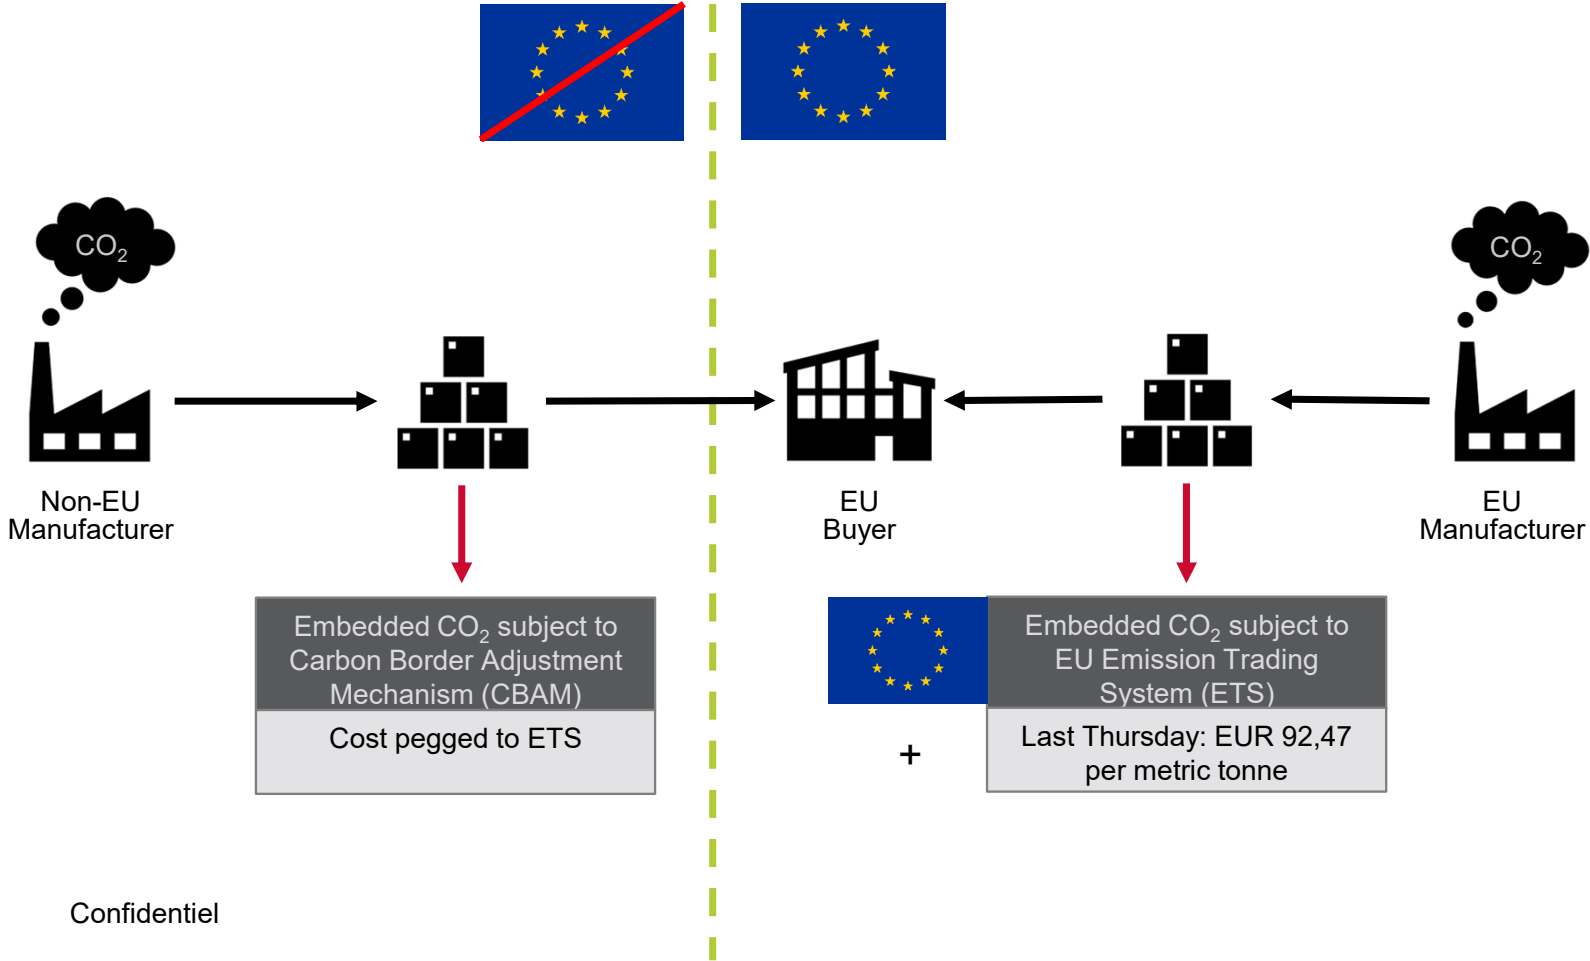 CO₂
CO₂
Non-EU
Manufacturer
EU
Buyer
EU
Manufacturer
Embedded CO₂ subject to
Carbon Border Adjustment
Mechanism (CBAM)
Cost pegged to ETS
Embedded CO₂ subject to
EU Emission Trading
System (ETS)
+
Last Thursday: EUR 92,47
per metric tonne
Confidentiel